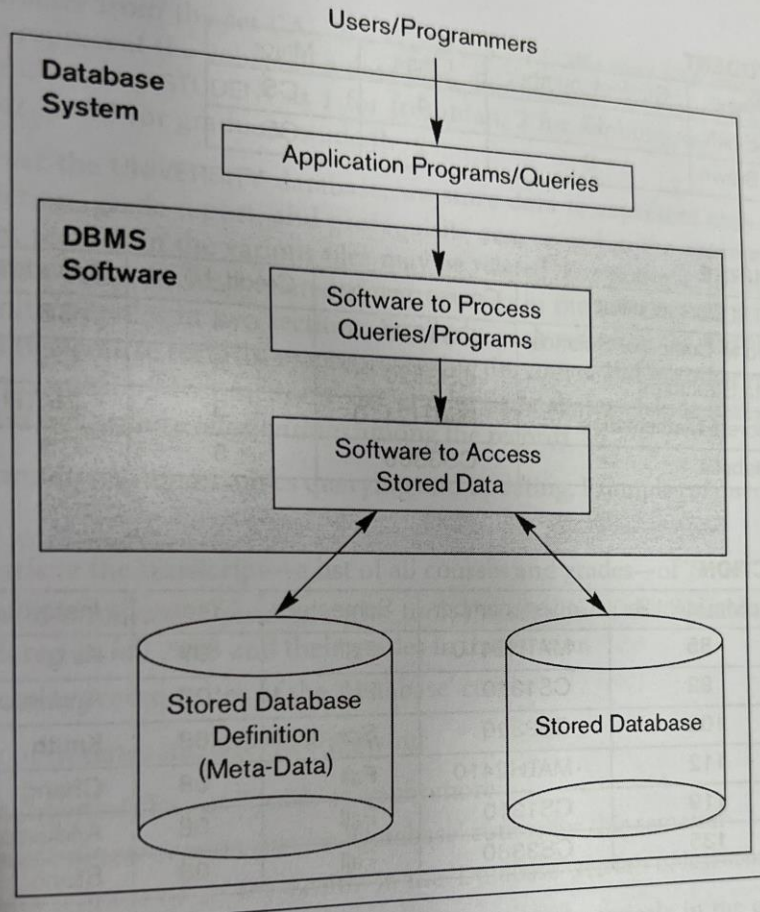 Users/Programmers
Database
System
Application Programs/Queries
DBMS
Software
Software to Process
Queries/Programs
Software to Access
Stored Data
Stored Database
Definition
(Meta-Data)
Stored Database